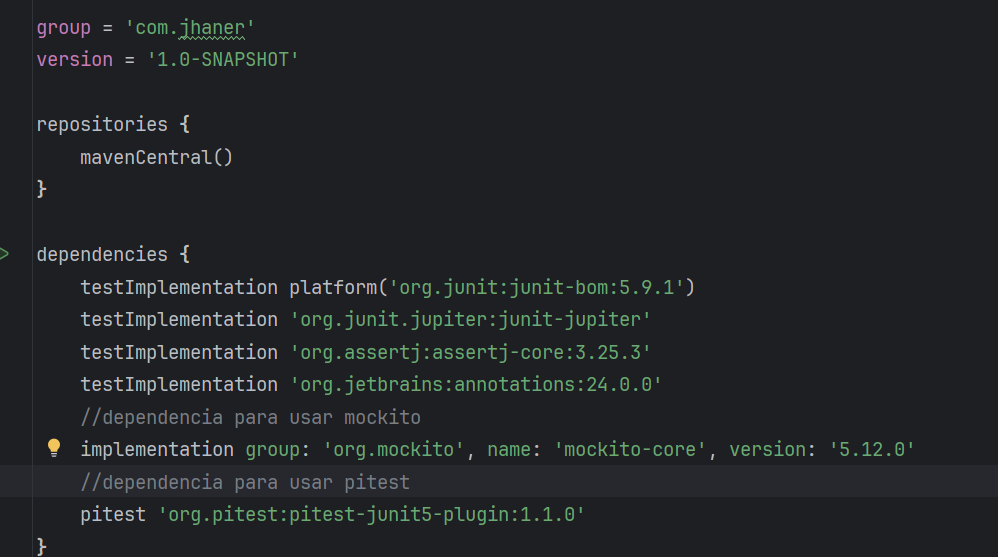 group = 'com.jhaner'
version = '1.0-SNAPSHOT'
repositories {
mavenCentral()
}
dependencies {
testImplementation platform('org.junit:junit-bom:5.9.1')
testImplementation 'org.junit.jupiter:junit-jupiter'
testImplementation 'org.assertj:assertj-core:3.25.3'
testImplementation 'org.jetbrains:annotations:24.0.0'
//dependencia para usar mockito
implementation group: 'org.mockito', name: 'mockito-core', version: '5.12.0'
//dependencia para usar pitest
pitest 'org.pitest:pitest-junit5-plugin:1.1.0'
}